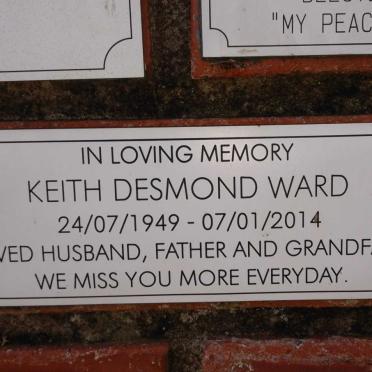 "MY PEAC
IN LOVING MEMORY
KEITH DESMOND WARD
24/07/1949 - 07/01/2014
VED HUSBAND, FATHER AND GRANDFA
WE MISS YOU MORE EVERYDAY.